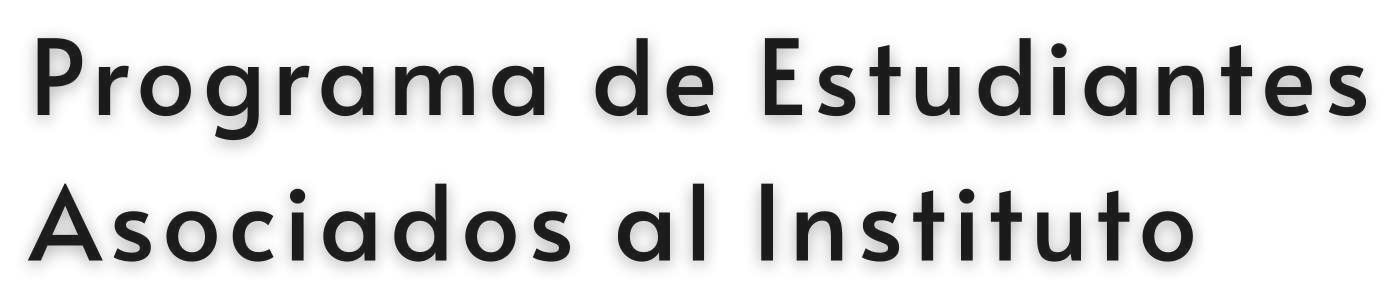 Programa de Estudiantes
Asociados al Instituto